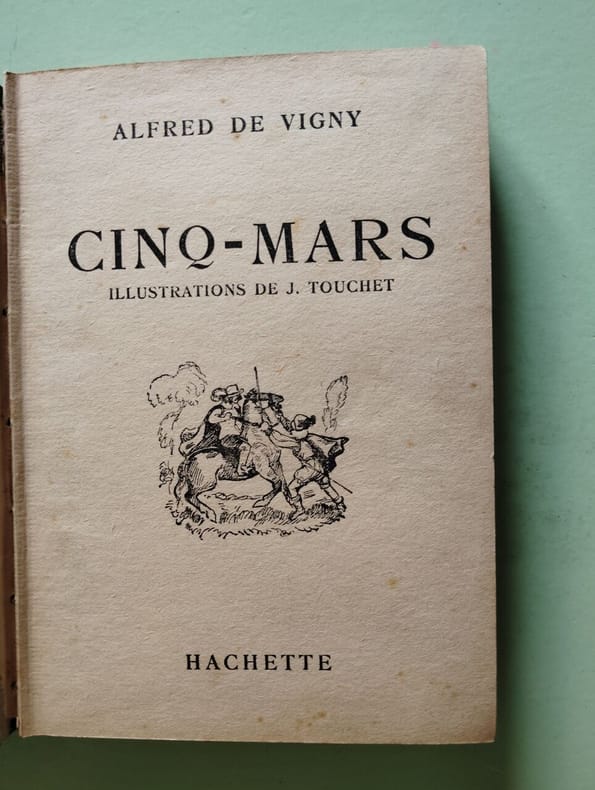 ALFRED DE VIGNY
CINQ-MARS
ILLUSTRATIONS DE J. TOUCHET
HACHETTE